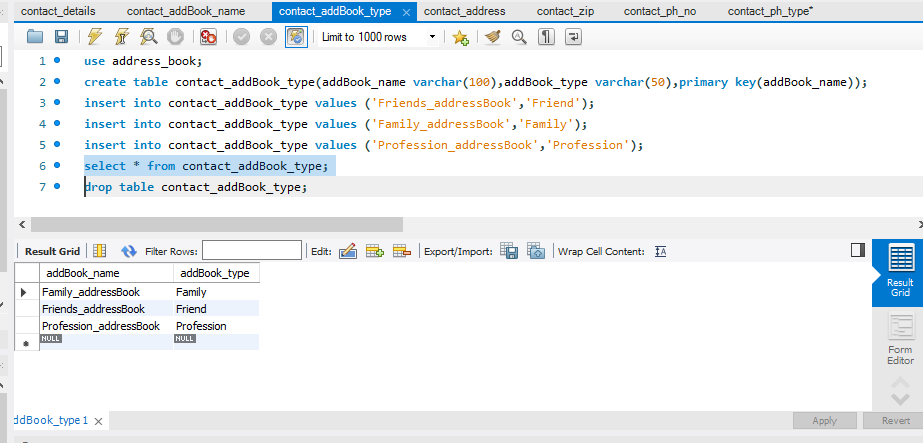 contact_details contact_addBook_name contact_addBook_type × contact_address contact_zip contact_ph_no contact_ph_type*
Limit to 1000 rows
1 use address_book;
2 create table contact_addBook_type(addBook_name varchar(100),addBook_type varchar(50),primary key(addBook_name));
3 insert into contact_addBook_type values ('Friends_addressBook','Friend');
4 insert into contact_addBook_type values ('Family_addressBook','Family');
5 insert into contact_addBook_type values ('Profession_addressBook','Profession');
6 select * from contact_addBook_type;
7 drop table contact_addBook_type;
Result Grid Filter Rows: Edit: Export/Import: Wrap Cell Content: IA
addBook_name addBook_type
Family_addressBook Family
Friends_addressBook Friend
Profession_addressBook Profession
NULL NULL
Result
Grid
Form
Editor
ddBook_type 1 ×
Apply Revert